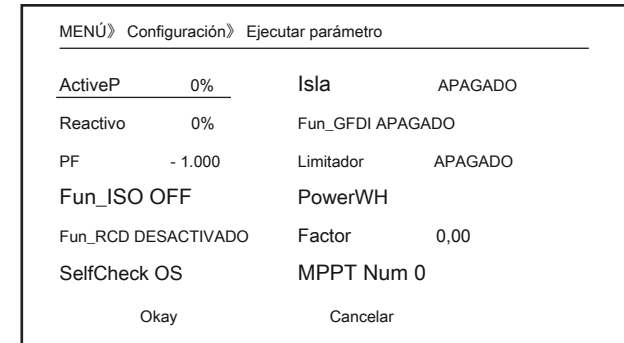 MENÚ》 Configuración》 Ejecutar parámetro
ActiveP 0% Isla APAGADO
Reactivo 0% Fun_GFDI APAGADO
PF - 1.000 Limitador APAGADO
Fun_ISO OFF PowerWH
Fun_RCD DESACTIVADO Factor 0,00
SelfCheck OS MPPT Num 0
Okay Cancelar